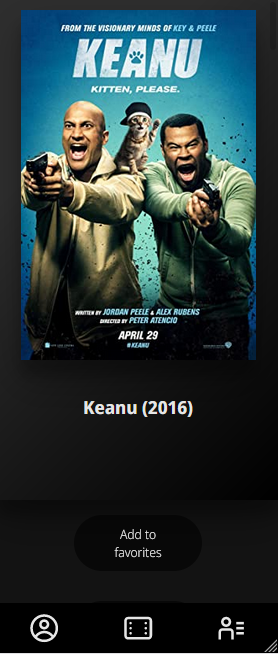 FROM THE VISIONARY MINDS OF KEY & PEELE
KEANU
KITTEN, PLEASE.
WRITTEN BY JORDAN PEELE & ALEX RUBENS
DIRECTED BY PETER ATENCIO
APRIL 29
#KEANU
Keanu (2016)
Add to
favorites